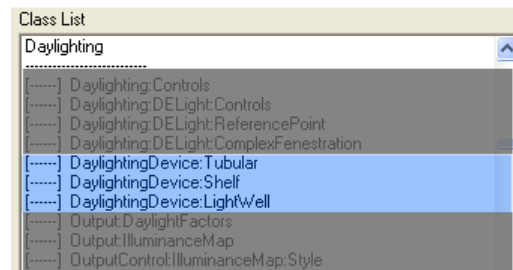 Class List
Daylighting
-------------------------
[------] Daylighting:Controls
[------] Daylighting:DELight:Controls
[------] Daylighting:DELight:ReferencePoint
[------] Daylighting:DELight:ComplexFenestration
[------] DaylightingDevice:Tubular
[------] DaylightingDevice:Shelf
[------] DaylightingDevice:LightWell
[------] Output:DaylightFactors
[------] Output:IlluminanceMap
[------] OutputControl:IlluminanceMap:Style